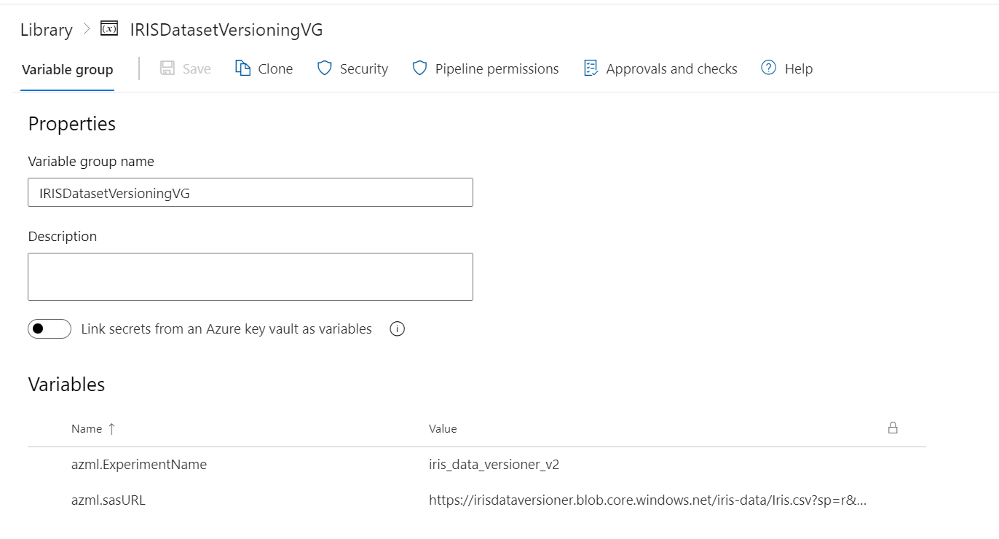 Library > (x) IRISDatasetVersioningVG
Variable group Save Clone Security Pipeline permissions Approvals and checks ? Help
Properties
Variable group name
IRISDatasetVersioningVG
Description
Link secrets from an Azure key vault as variables i
Variables
Name ↑ Value
azml.ExperimentName iris_data_versioner_v2
azml.sasURL https://irisdataversioner.blob.core.windows.net/iris-data/Iris.csv?sp=r&...